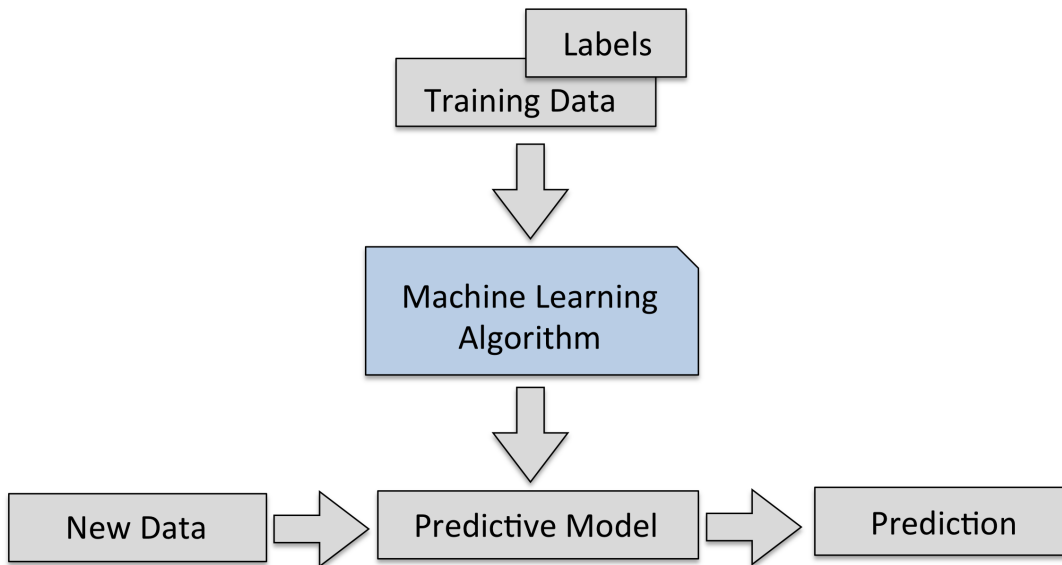 Labels
Training Data
Machine Learning
Algorithm
New Data
Predictive Model
Prediction